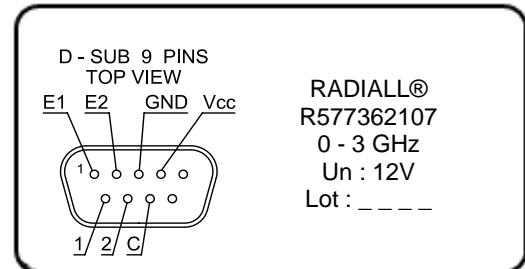 D - SUB 9 PINS
TOP VIEW
E1 E2 GND Vcc
1
1 2 C
RADIALL®
R577362107
0 - 3 GHz
Un : 12V
Lot : _ _ _ _